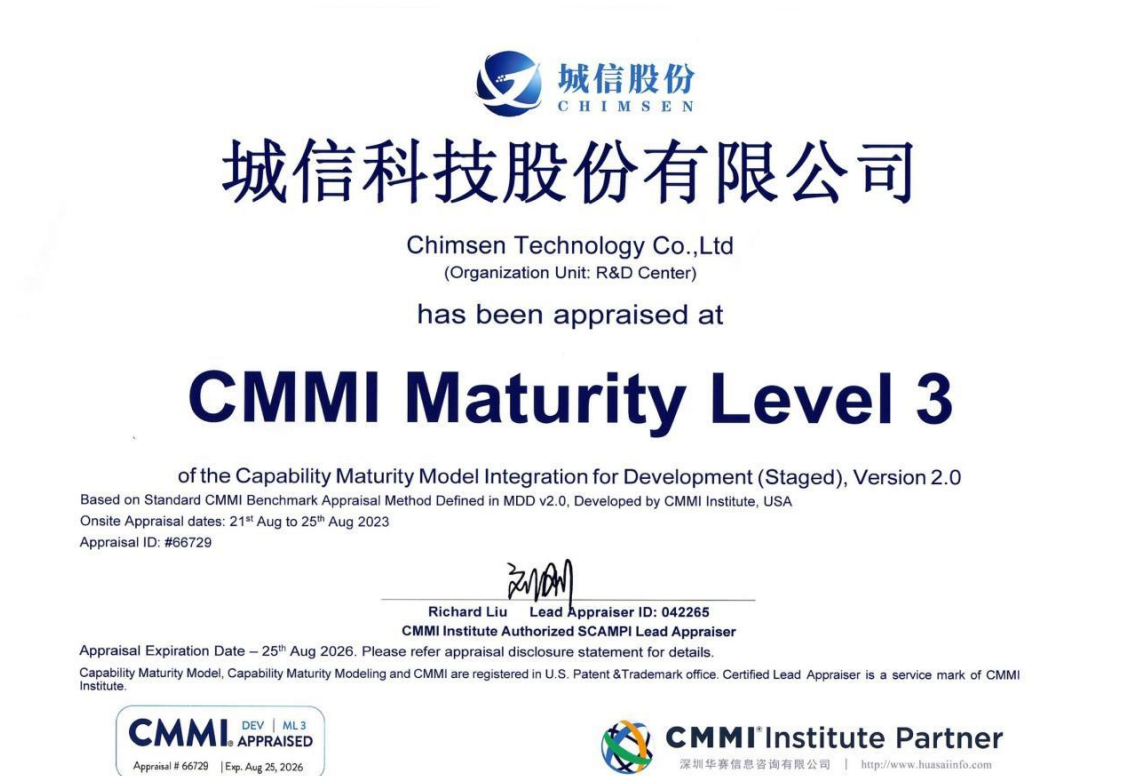 城信股份
CHIMSEN
城信科技股份有限公司
Chimsen Technology Co.,Ltd
(Organization Unit: R&D Center)
has been appraised at
CMMI Maturity Level 3
of the Capability Maturity Model Integration for Development (Staged), Version 2.0
Based on Standard CMMI Benchmark Appraisal Method Defined in MDD v2.0, Developed by CMMI Institute, USA
Onsite Appraisal dates: 21st Aug to 25th Aug 2023
Appraisal ID: #66729
刘刚
Richard Liu Lead Appraiser ID: 042265
CMMI Institute Authorized SCAMPI Lead Appraiser
Appraisal Expiration Date – 25th Aug 2026. Please refer appraisal disclosure statement for details.
Capability Maturity Model, Capability Maturity Modeling and CMMI are registered in U.S. Patent &Trademark office. Certified Lead Appraiser is a service mark of CMMI
Institute.
CMMI® DEV | ML 3
APPRAISED
Appraisal # 66729 | Exp. Aug 25, 2026
CMMI® Institute Partner
深圳华赛信息咨询有限公司 | http://www.huasaiinfo.com